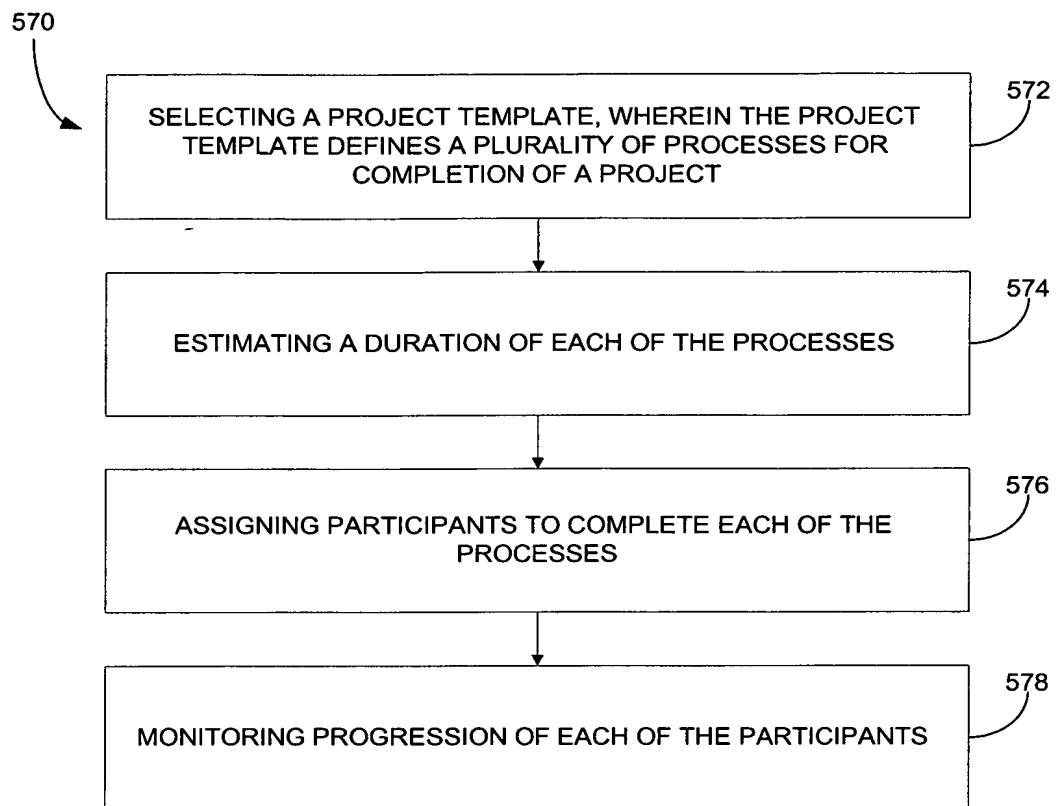 570
572
SELECTING A PROJECT TEMPLATE, WHEREIN THE PROJECT
TEMPLATE DEFINES A PLURALITY OF PROCESSES FOR
COMPLETION OF A PROJECT
574
ESTIMATING A DURATION OF EACH OF THE PROCESSES
576
ASSIGNING PARTICIPANTS TO COMPLETE EACH OF THE
PROCESSES
578
MONITORING PROGRESSION OF EACH OF THE PARTICIPANTS